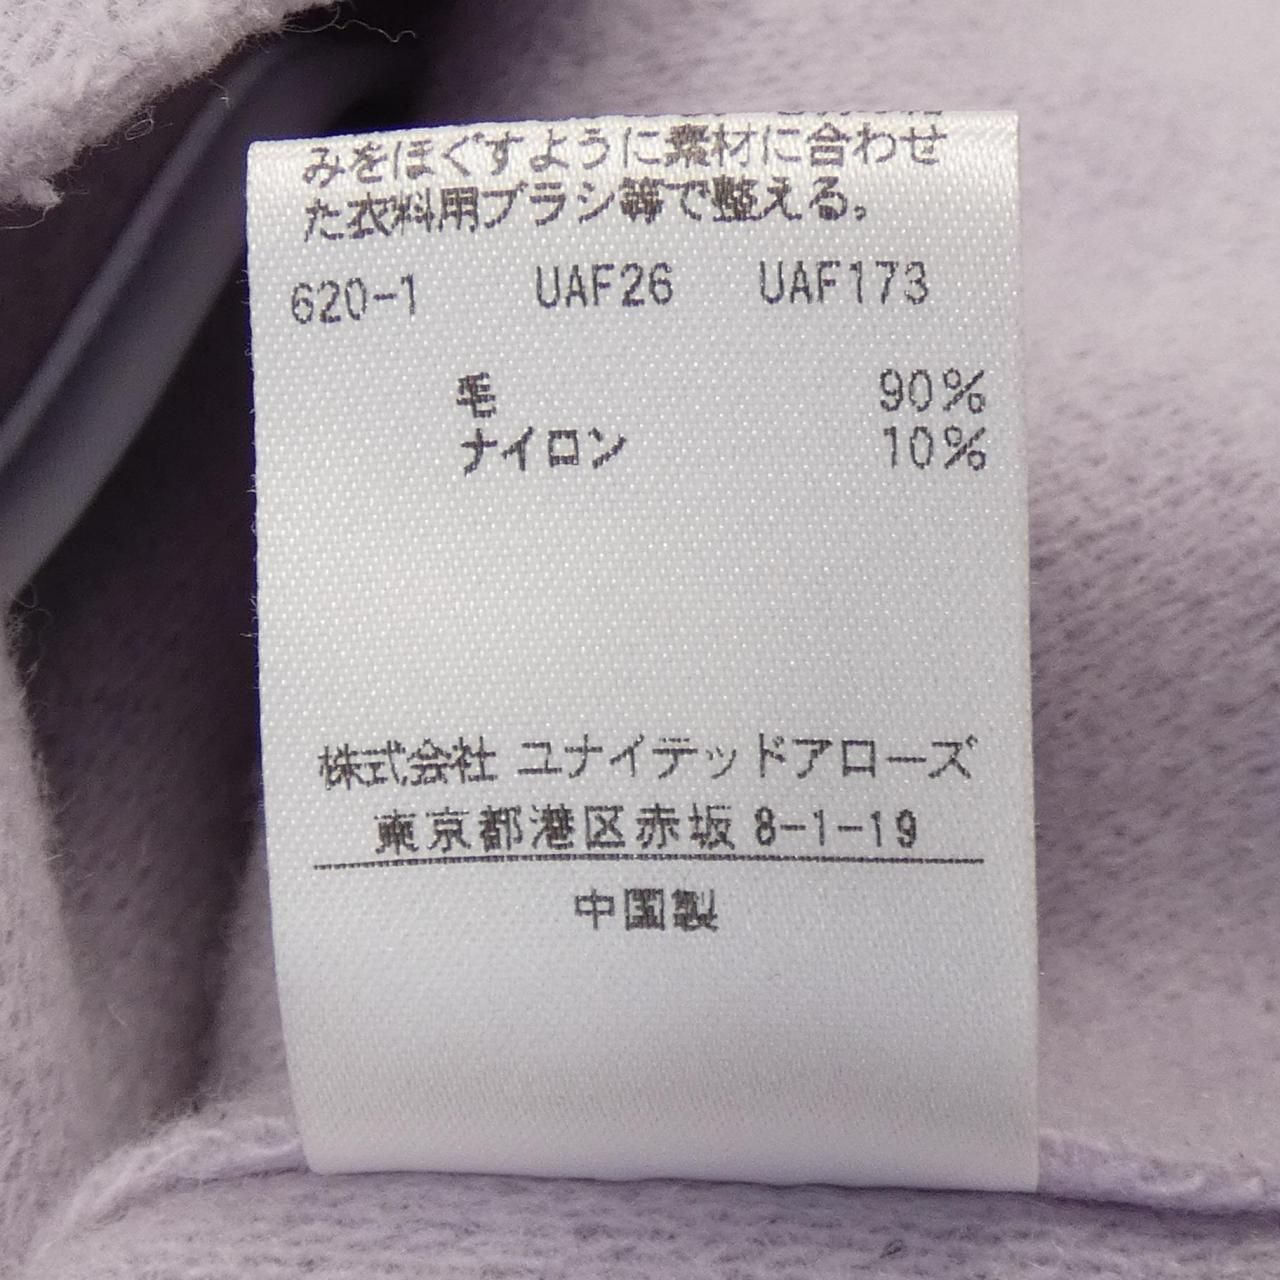 みをほぐすように素材に合わせ
た衣料用ブラシ等で整える。
620-1 UAF26 UAF173
毛 90%
ナイロン 10%
株式会社 ユナイテッドアローズ
東京都港区赤坂 8-1-19
中国製